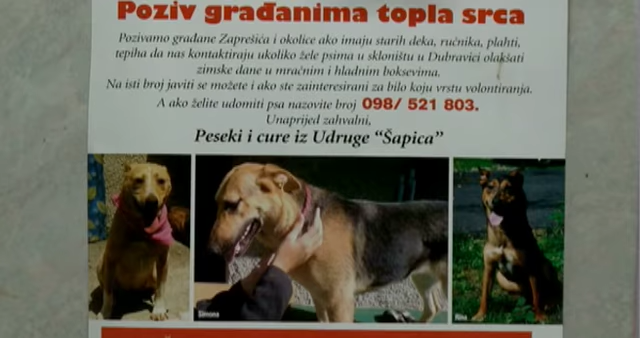 Poziv građanima topla srca
Pozivamo građane Zaprešića i okolice ako imaju starih deka, ručnika, plahti,
tepiha da nas kontaktiraju ukoliko žele psima u skloništu u Dubravici olakšati
zimske dane u mračnim i hladnim boksevima.
Na isti broj javiti se možete i ako ste zainteresirani za bilo koju vrstu volontiranja.
A ako želite udomiti psa nazovite broj 098/ 521 803.
Unaprijed zahvalni,
Peseki i cure iz Udruge “Šapica”
Simona